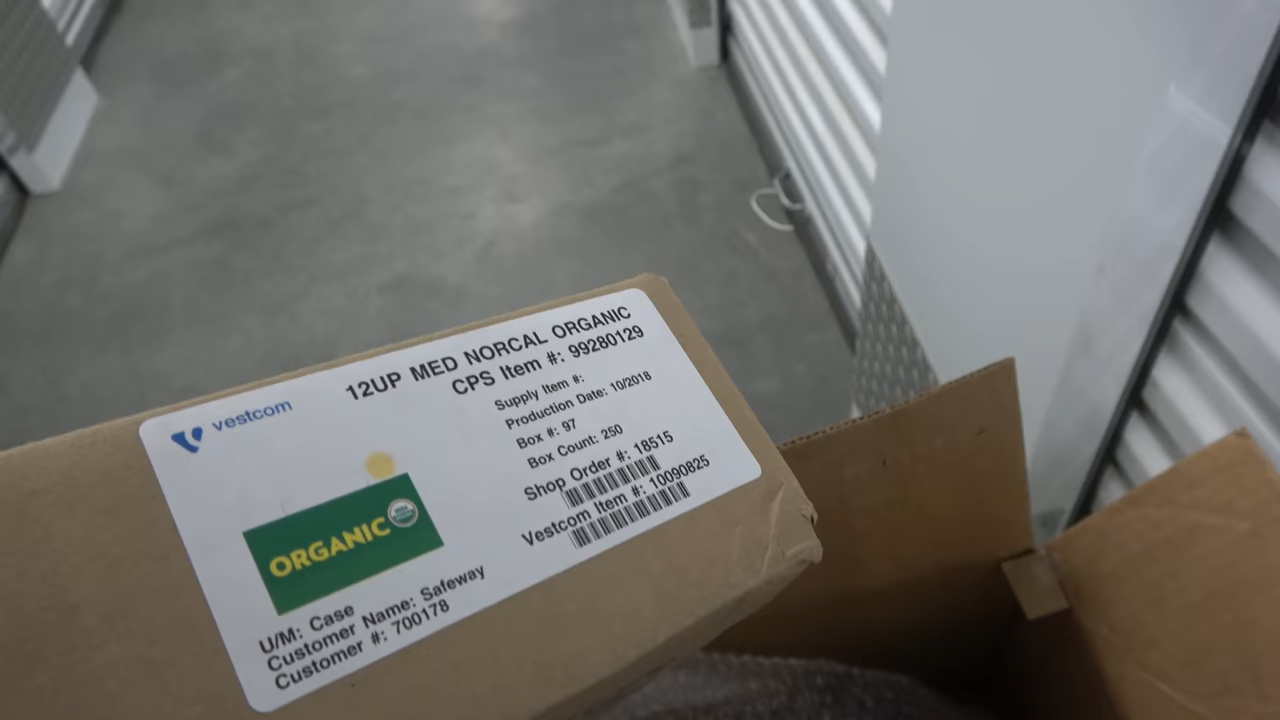 vestcom
12UP MED NORCAL ORGANIC
CPS Item #: 99280129
Supply Item #:
Production Date: 10/2018
Box #: 97
Box Count: 250
Shop Order #: 18515
Vestcom Item #: 10090825
ORGANIC
U/M: Case
Customer Name: Safeway
Customer #: 700178